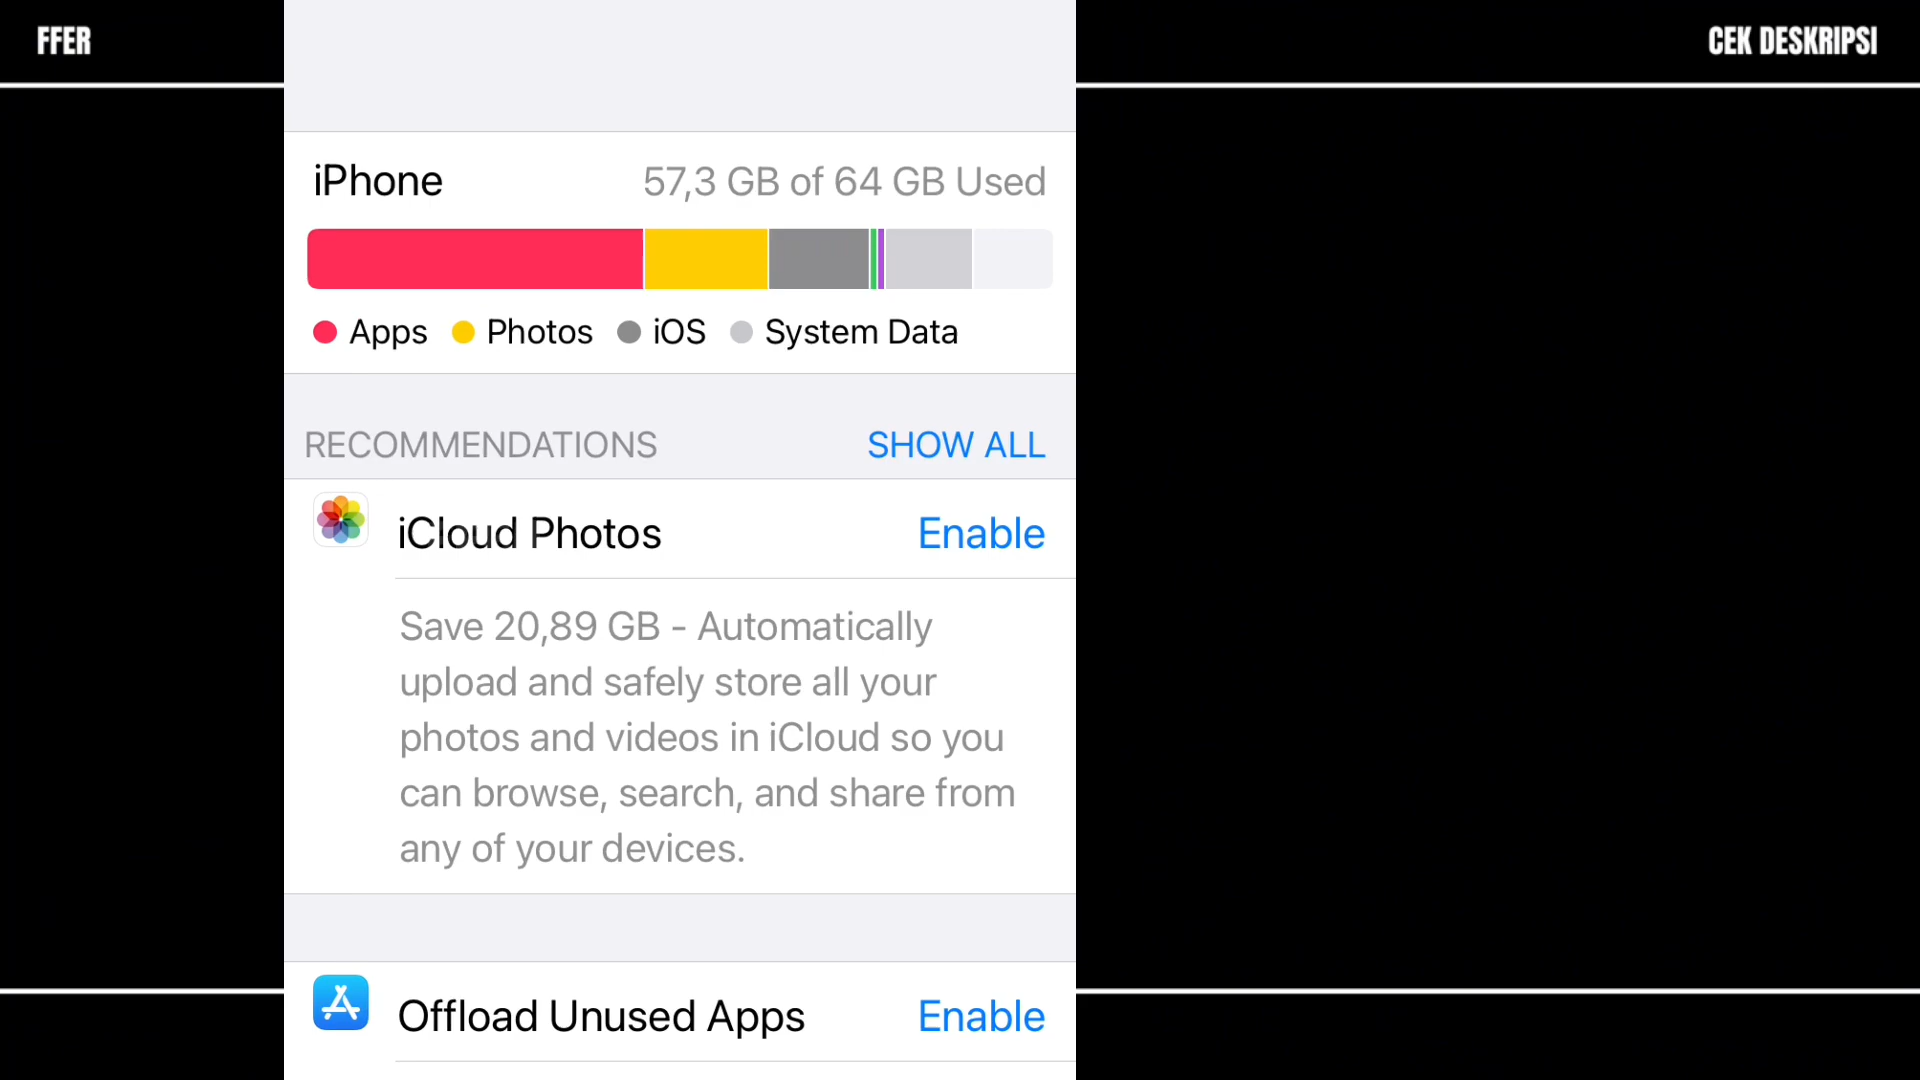 FFER
CEK DESKRIPSI
iPhone
57,3 GB of 64 GB Used
Apps
Photos
iOS
System Data
RECOMMENDATIONS
SHOW ALL
iCloud Photos
Enable
Save 20,89 GB - Automatically
upload and safely store all your
photos and videos in iCloud so you
can browse, search, and share from
any of your devices.
Offload Unused Apps
Enable